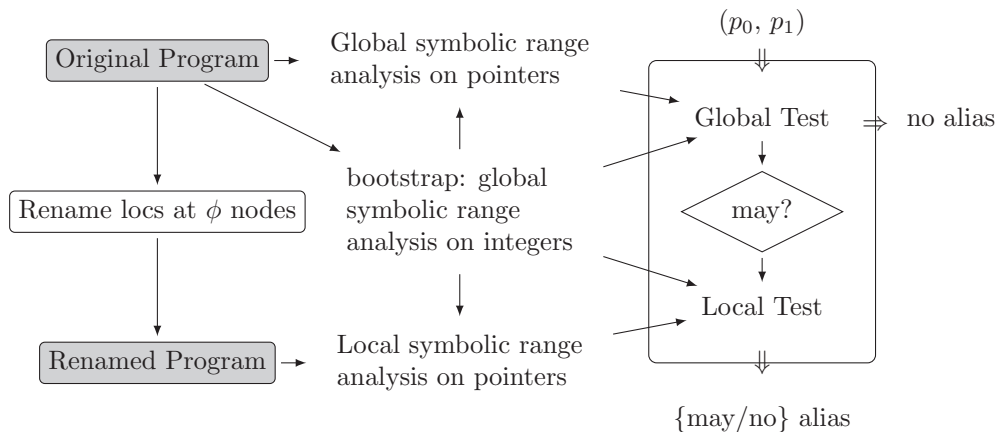 Original Program
Global symbolic range
analysis on pointers
(p₀, p₁)
Global Test
no alias
bootstrap: global
symbolic range
analysis on integers
Rename locs at ϕ nodes
may?
Local Test
Renamed Program
Local symbolic range
analysis on pointers
{may/no} alias